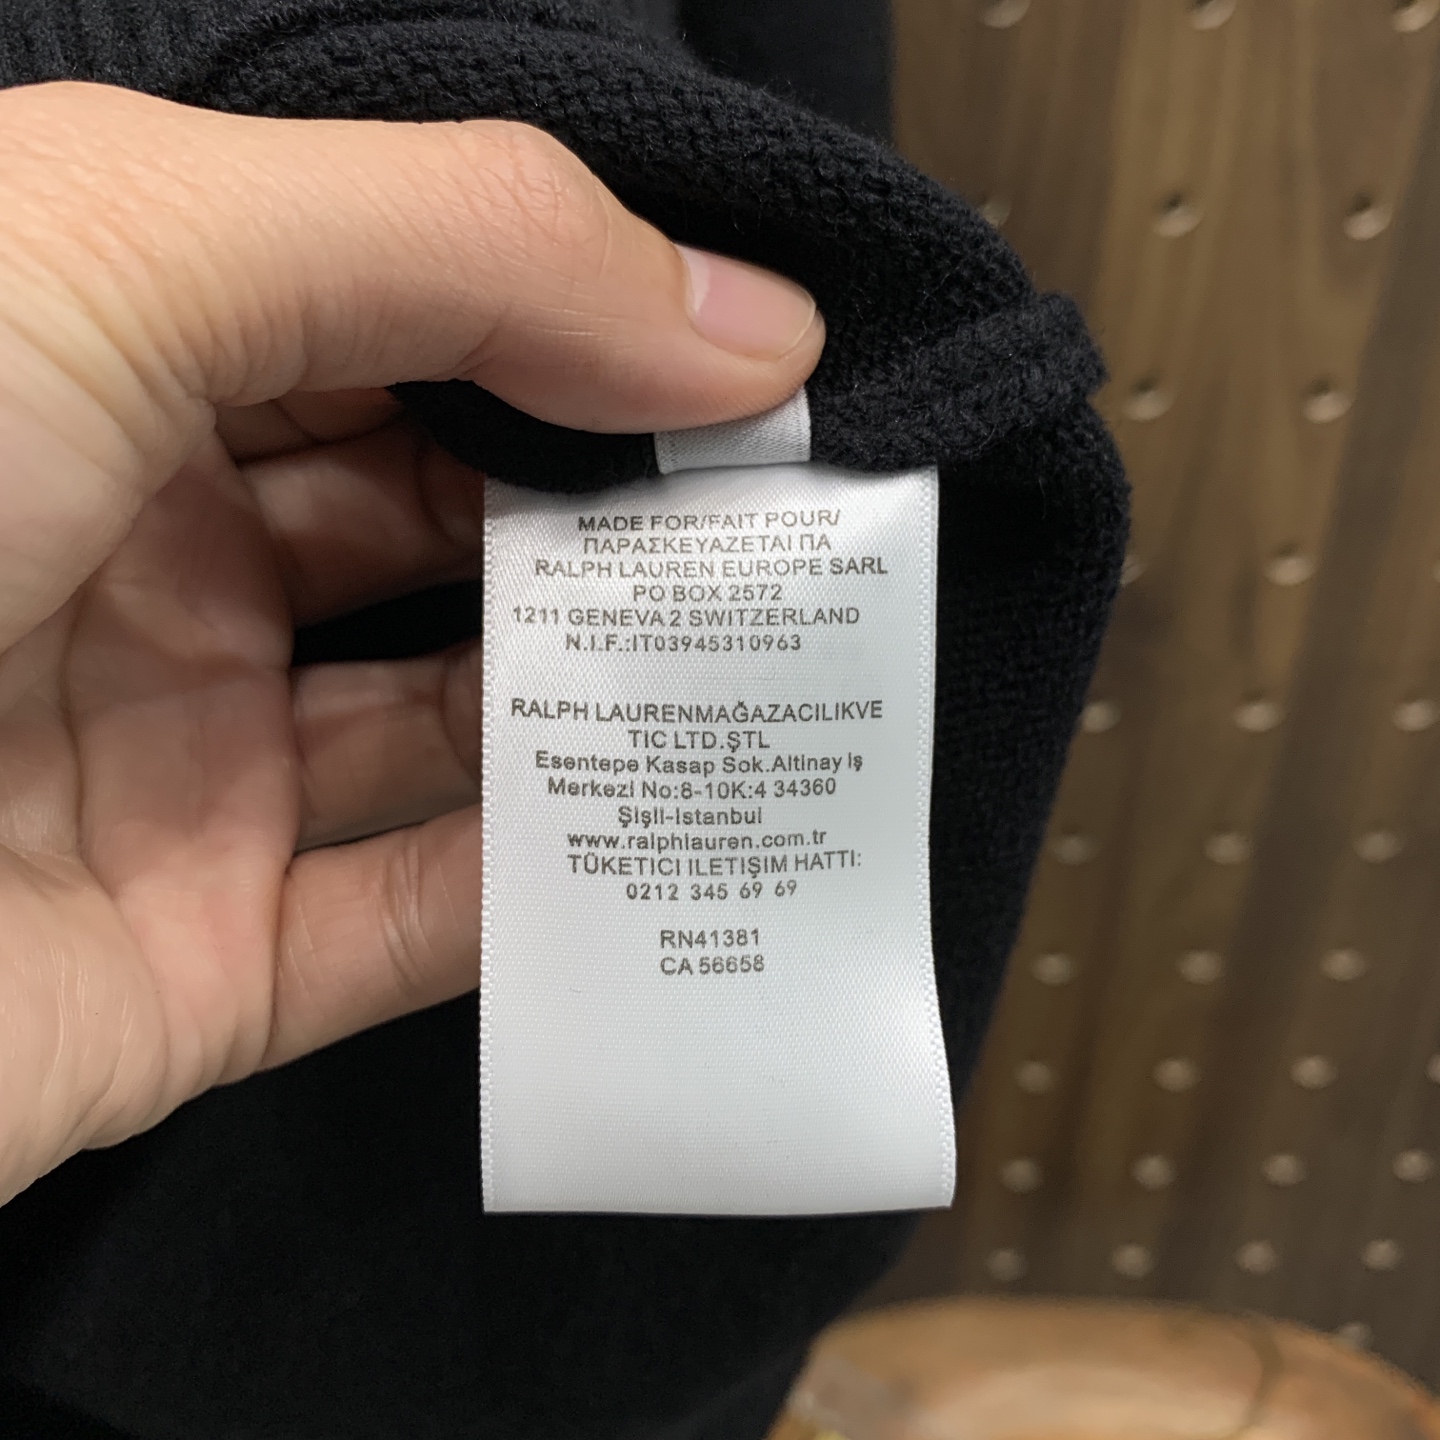 MADE FOR/FAIT POUR/
ΠΑΡΑΣΚΕΥΑΖΕΤΑΙ ΠΑ
RALPH LAUREN EUROPE SARL
PO BOX 2572
1211 GENEVA 2 SWITZERLAND
N.I.F.:IT03945310963
RALPH LAURENMAĞAZACILIKVE
TIC LTD.ŞTL
Esentepe Kasap Sok.Altinay iş
Merkezi No:8-10K:4 34360
Şişli-Istanbul
www.ralphlauren.com.tr
TÜKETICI ILETIŞIM HATTI:
0212 345 69 69
RN41381
CA 56658